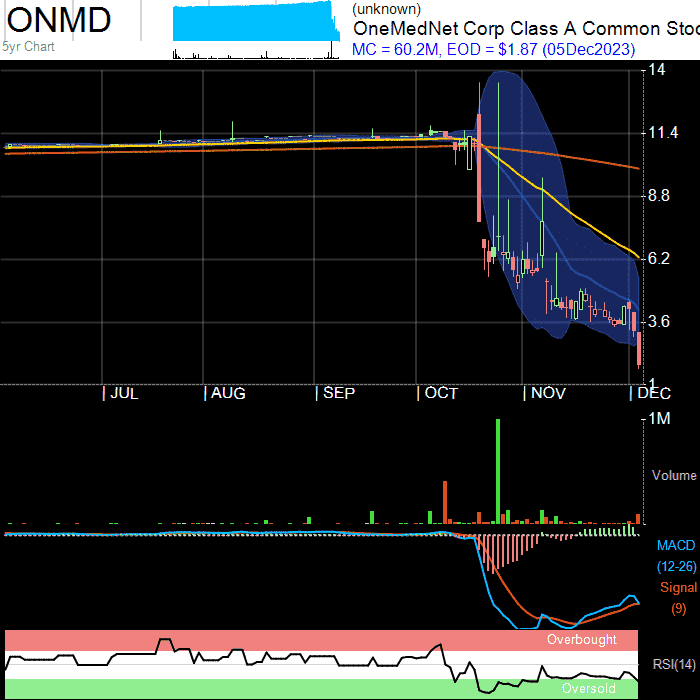 ONMD
5yr Chart
(unknown)
OneMedNet Corp Class A Common Stoc
MC = 60.2M, EOD = $1.87 (05Dec2023)
14
11.4
8.8
6.2
3.6
1
JUL AUG SEP OCT NOV DEC
1M
Volume
MACD
(12-26)
Signal
(9)
Overbought
RSI(14)
Oversold